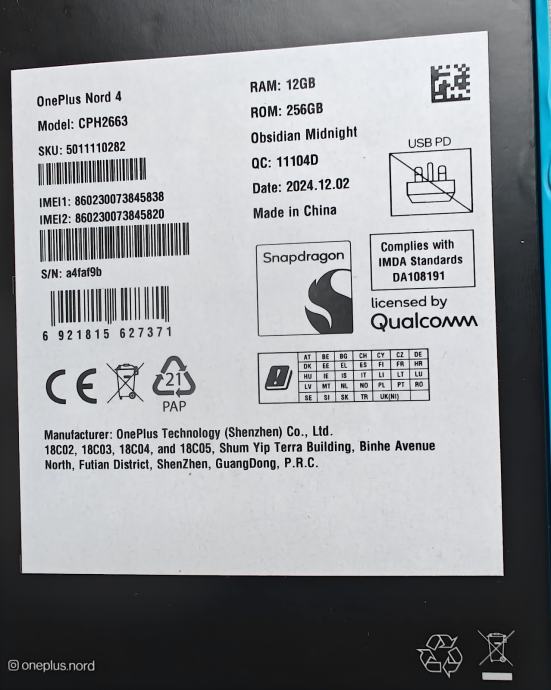 OnePlus Nord 4
Model: CPH2663
SKU: 5011110282
IMEI1: 860230073845838
IMEI2: 860230073845820
S/N: a4faf9b
6 921815 627371
RAM: 12GB
ROM: 256GB
Obsidian Midnight
QC: 11104D
Date: 2024.12.02
Made in China
USB PD
Snapdragon
Complies with
IMDA Standards
DA108191
licensed by
Qualcomm
CE
21
PAP
AT BE BG CH CY CZ DE
DK EE EL ES FI FR HR
HU IE IS IT LI LT LU
LV MT NL NO PL PT RO
SE SI SK TR UK(NI)
Manufacturer: OnePlus Technology (Shenzhen) Co., Ltd.
18C02, 18C03, 18C04, and 18C05, Shum Yip Terra Building, Binhe Avenue
North, Futian District, ShenZhen, GuangDong, P.R.C.
oneplus.nord